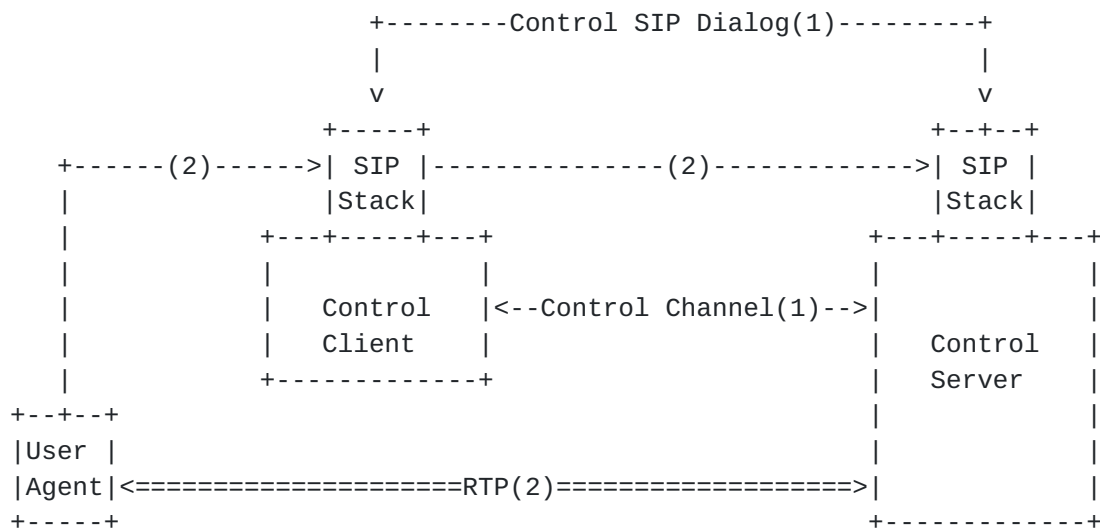 +--------Control SIP Dialog(1)---------+
|                                      |
v                                      v
+-----+                               +--+--+
+------(2)------>| SIP |---------------(2)------------->| SIP |
|                |Stack|                               |Stack|
|            +---+-----+---+                       +---+-----+---+
|            |             |                       |             |
|            |   Control   |<--Control Channel(1)-->|             |
|            |   Client    |                       |   Control   |
|            +-------------+                       |   Server    |
+--+--+                                            |             |
|User |                                            |             |
|Agent|<=====================RTP(2)===================>|             |
+-----+                                            +-------------+